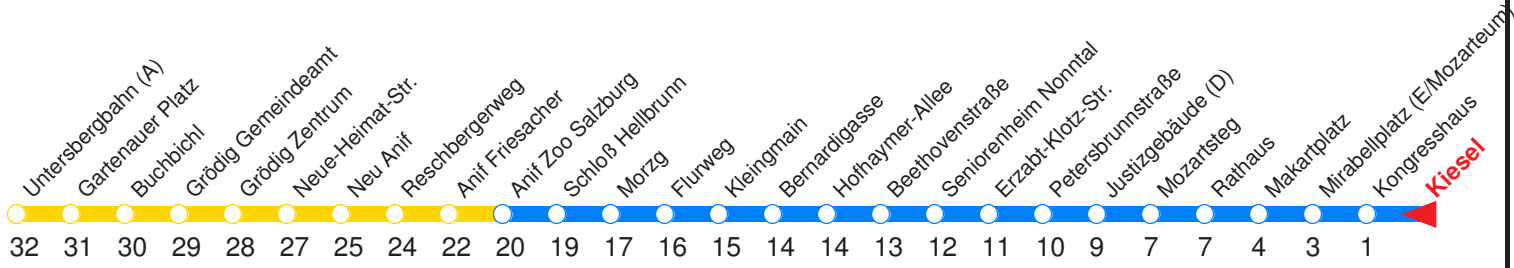 Untersbergbahn (A)
Gartenauer Platz
Buchbichl
Grödig Gemeindeamt
Grödig Zentrum
Neue-Heimat-Str.
Neu Anif
Reschbergerweg
Anif Friesacher
Anif Zoo Salzburg
Schloß Hellbrunn
Morzg
Flurweg
Kleingmain
Bernardigasse
Hofhaymer-Allee
Beethovenstraße
Seniorenheim Nonntal
Erzabt-Klotz-Str.
Petersbrunnstraße
Justizgebäude (D)
Mozartsteg
Rathaus
Makartplatz
Mirabellplatz (E/Mozarteum)
Kongresshaus
Kiesel
32 31 30 29 28 27 25 24 22 20 19 17 16 15 14 14 13 12 11 10 9 7 7 4 3 1